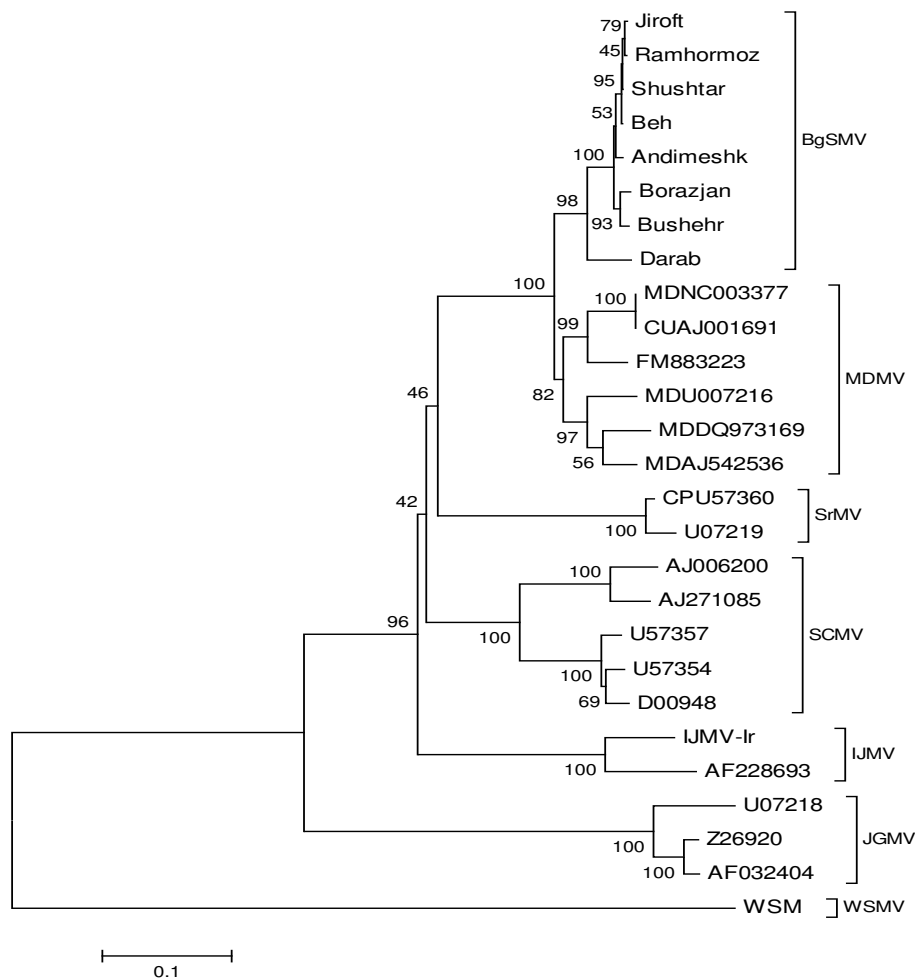 79
Jiroft
45
Ramhormoz
95
Shushtar
53
Beh
BgSMV
100
Andimeshk
98
Borazjan
93
Bushehr
Darab
100
100
MDNC003377
CUAJ001691
99
FM883223
MDMV
46
82
MDU007216
97
MDDQ973169
56
MDAJ542536
42
CPU57360
SrMV
100
U07219
100
AJ006200
AJ271085
96
100
U57357
SCMV
100
U57354
69
D00948
IJMV-Ir
IJMV
100
AF228693
U07218
100
Z26920
JGMV
100
AF032404
WSM
WSMV
0.1